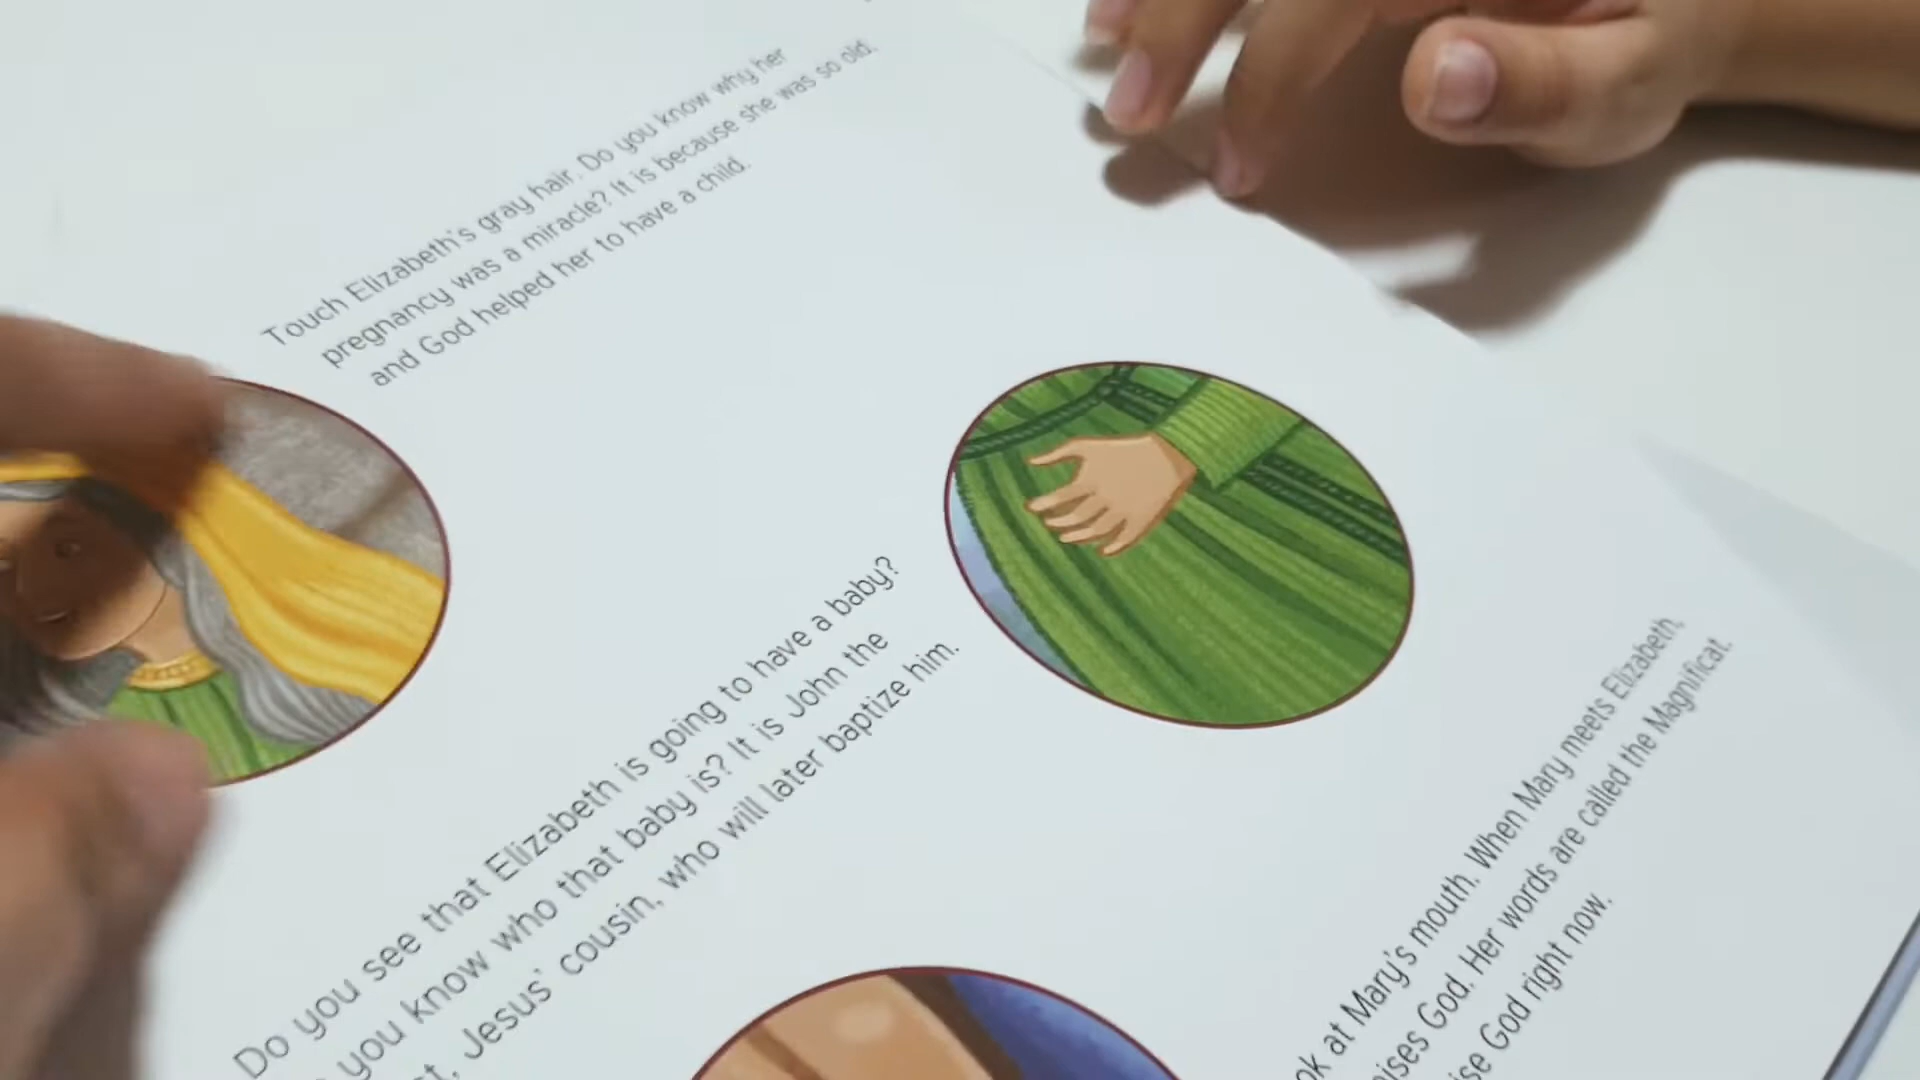 Touch Elizabeth's gray hair. Do you know why her
pregnancy was a miracle? It is because she was so old,
and God helped her to have a child.
Do you see that Elizabeth is going to have a baby?
you know who that baby is? It is John the
Jesus' cousin, who will later baptize him.
at Mary's mouth. When Mary meets Elizabeth,
God. Her words are called the Magnificat.
God right now.